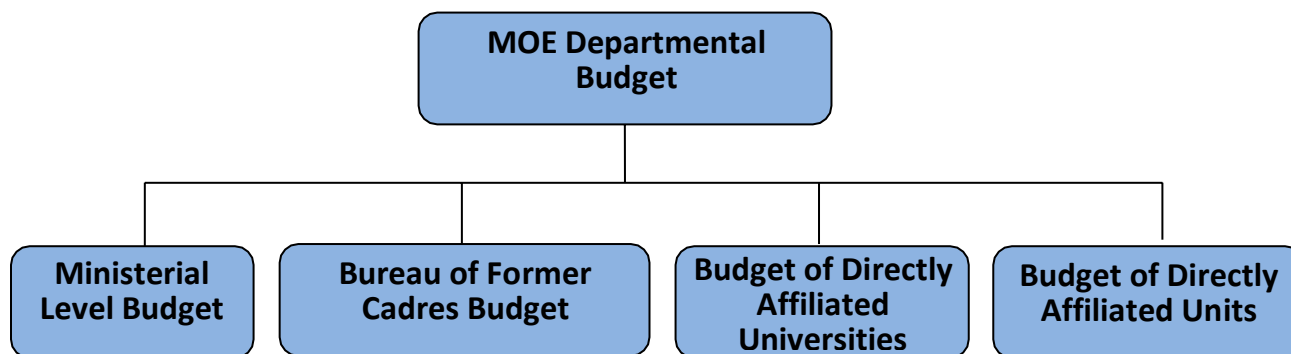 MOE Departmental
Budget
Ministerial
Level Budget
Bureau of Former
Cadres Budget
Budget of Directly
Affiliated
Universities
Budget of Directly
Affiliated Units